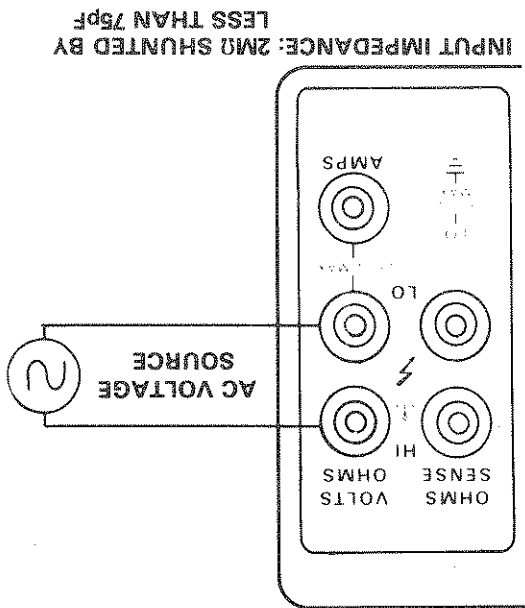 INPUT IMPEDANCE: 2MΩ SHUNTED BY
LESS THAN 75pF
AMPS
LO
AC VOLTAGE
SOURCE
HI
VOLTS
OHMS
OHMS
SENSE